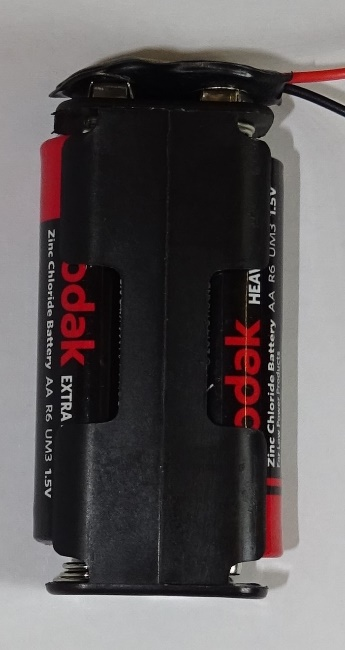 odak
EXTRA
Zinc Chloride Battery AA R6 UM3 1.5V
odak
HEAV
Zinc Chloride Battery AA R6 UM3 1.5V